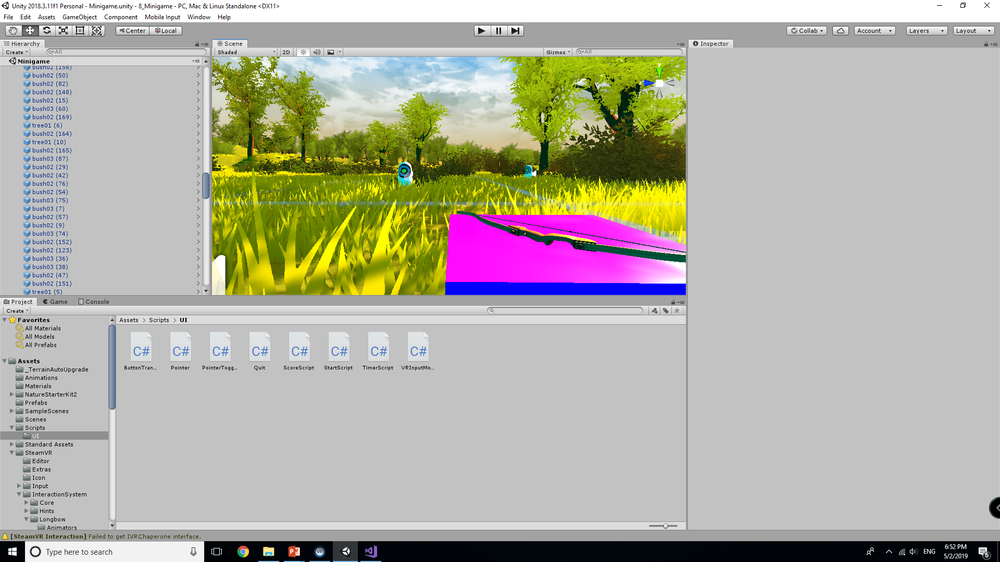 Unity 2018.3.11f1 Personal - Minigame.unity - 8_Minigame - PC, Mac & Linux Standalone <DX11>
File Edit Assets GameObject Component Mobile Input Window Help
Center Local
Collab Account Layers Layout
Hierarchy
Create All
Minigame
bush02 (158)
bush02 (50)
bush02 (82)
bush02 (148)
bush02 (15)
bush03 (60)
bush02 (169)
tree01 (6)
bush02 (164)
tree01 (10)
bush02 (165)
bush03 (87)
bush02 (29)
bush02 (42)
bush02 (76)
bush02 (54)
bush03 (75)
bush03 (7)
bush02 (57)
bush02 (9)
bush03 (74)
bush02 (152)
bush02 (123)
bush03 (36)
bush03 (38)
bush02 (47)
bush02 (151)
tree01 (5)
Scene
Shaded 2D Gizmos All
y
Persp
Inspector
Project Game Console
Create
Favorites
All Materials
All Models
All Prefabs
Assets
_TerrainAutoUpgrade
Animations
Materials
NatureStarterKit2
Prefabs
SampleScenes
Scenes
Scripts
UI
Standard Assets
SteamVR
Editor
Extras
Icon
Input
InteractionSystem
Core
Hints
Longbow
Animators
Assets > Scripts > UI
C# C# C# C# C# C# C# C#
ButtonTran... Pointer PointerTogg... Quit ScoreScript StartScript TimerScript VRInputMo...
[SteamVR Interaction] Failed to get IVRChaperone interface.
Type here to search
VR
ENG
6:52 PM
5/2/2019
6